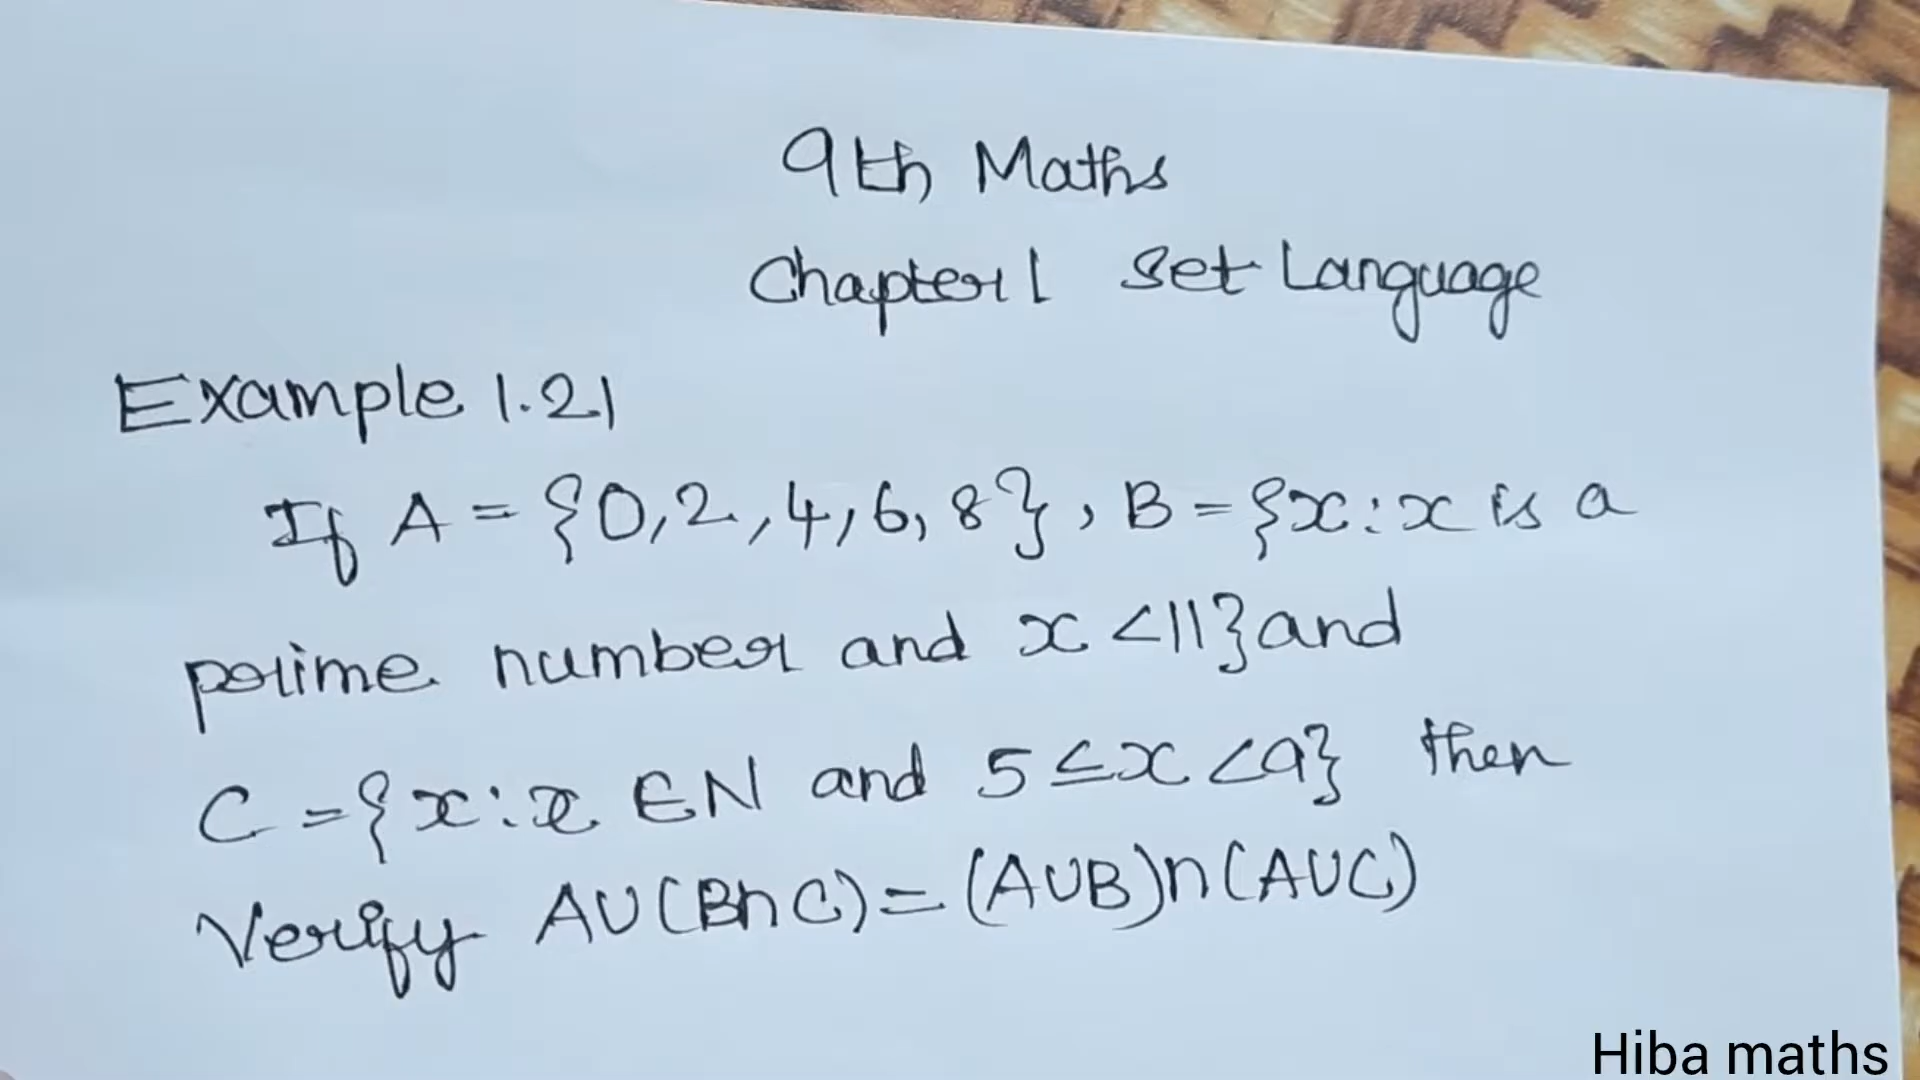 9th Maths
Chapter 1 Set Language
Example 1.21
If A = {0, 2, 4, 6, 8}, B = {x : x is a
prime number and x < 11} and
C = {x : x ∈ N and 5 ≤ x < 9} then
Verify A∪(B∩C) = (A∪B)∩(A∪C)
Hiba maths